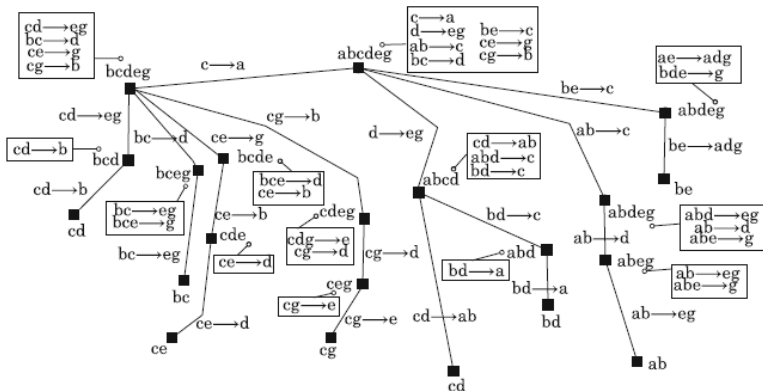 cd→eg
bc→d
ce→g
cg→b
bcdeg
c→a
abcdeg
c→a be→c
d→eg ce→g
ab→c cg→b
bc→d
be→c
ae→adg
bde→g
abdeg
cd→eg
bc→d
ce→g
cg→b
d→eg
ab→c
be→adg
be
cd→b
bcd
bceg
bcde
bce→d
ce→b
abcd
cd→ab
abd→c
bd→c
cd→b
cd
bc→eg
bce→g
ce→b
cde
ce→d
cdeg
cdg→e
cg→d
cg→d
bd→c
abd
bd→a
bd→a
bd
abdeg
abd→eg
ab→d
abe→g
ab→d
abeg
ab→eg
abe→g
bc→eg
bc
ceg
cg→e
cg→e
cg
ce→d
ce
cd→ab
cd
ab→eg
ab